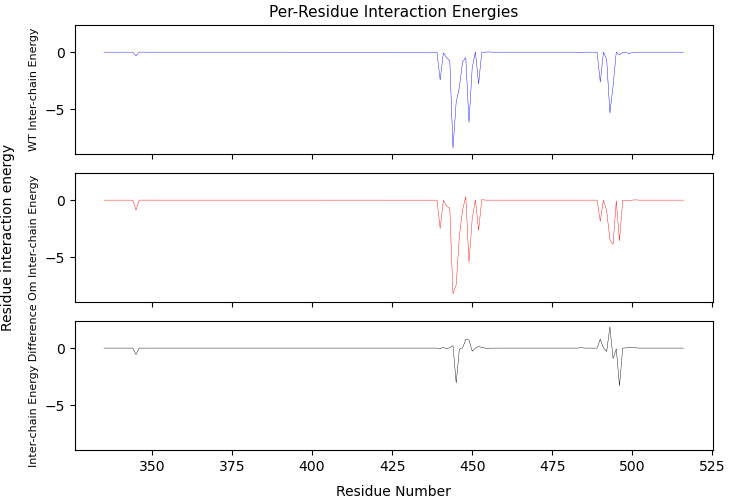 Per-Residue Interaction Energies
Residue interaction energy
WT Inter-chain Energy
0
−5
Om Inter-chain Energy
0
−5
Inter-chain Energy Difference
0
−5
350
375
400
425
450
475
500
525
Residue Number